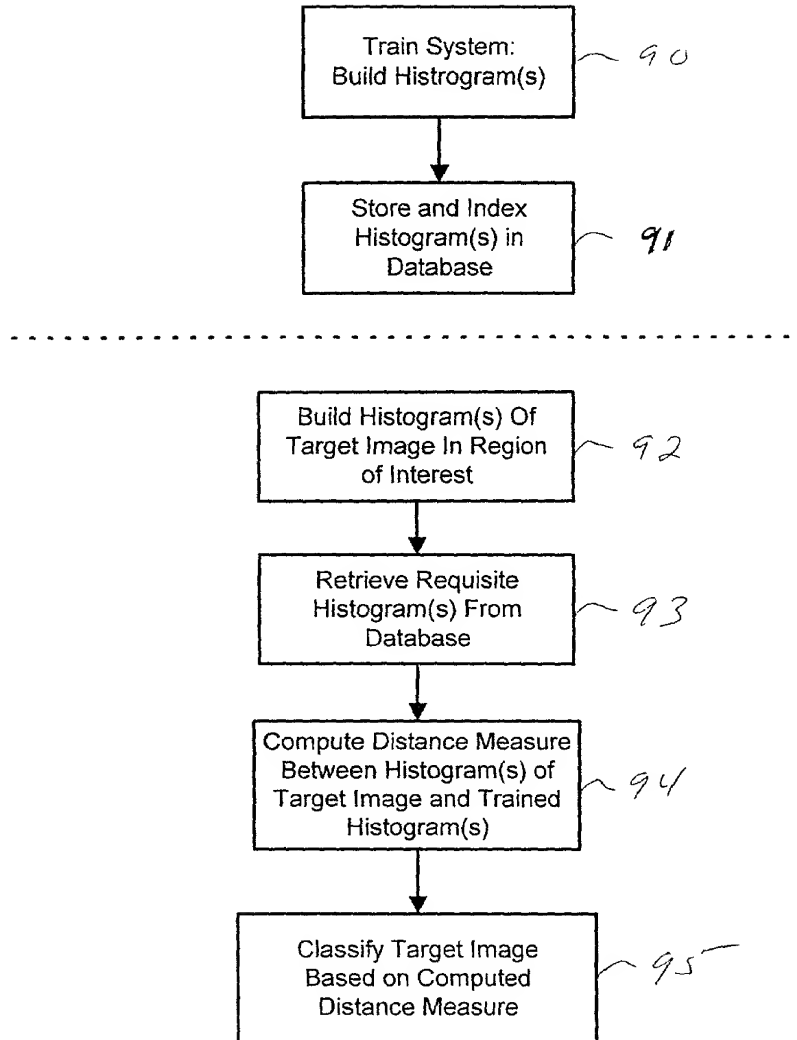 Train System:
Build Histrogram(s)
90
Store and Index
Histogram(s) in
Database
91
Build Histogram(s) Of
Target Image In Region
of Interest
92
Retrieve Requisite
Histogram(s) From
Database
93
Compute Distance Measure
Between Histogram(s) of
Target Image and Trained
Histogram(s)
94
Classify Target Image
Based on Computed
Distance Measure
95